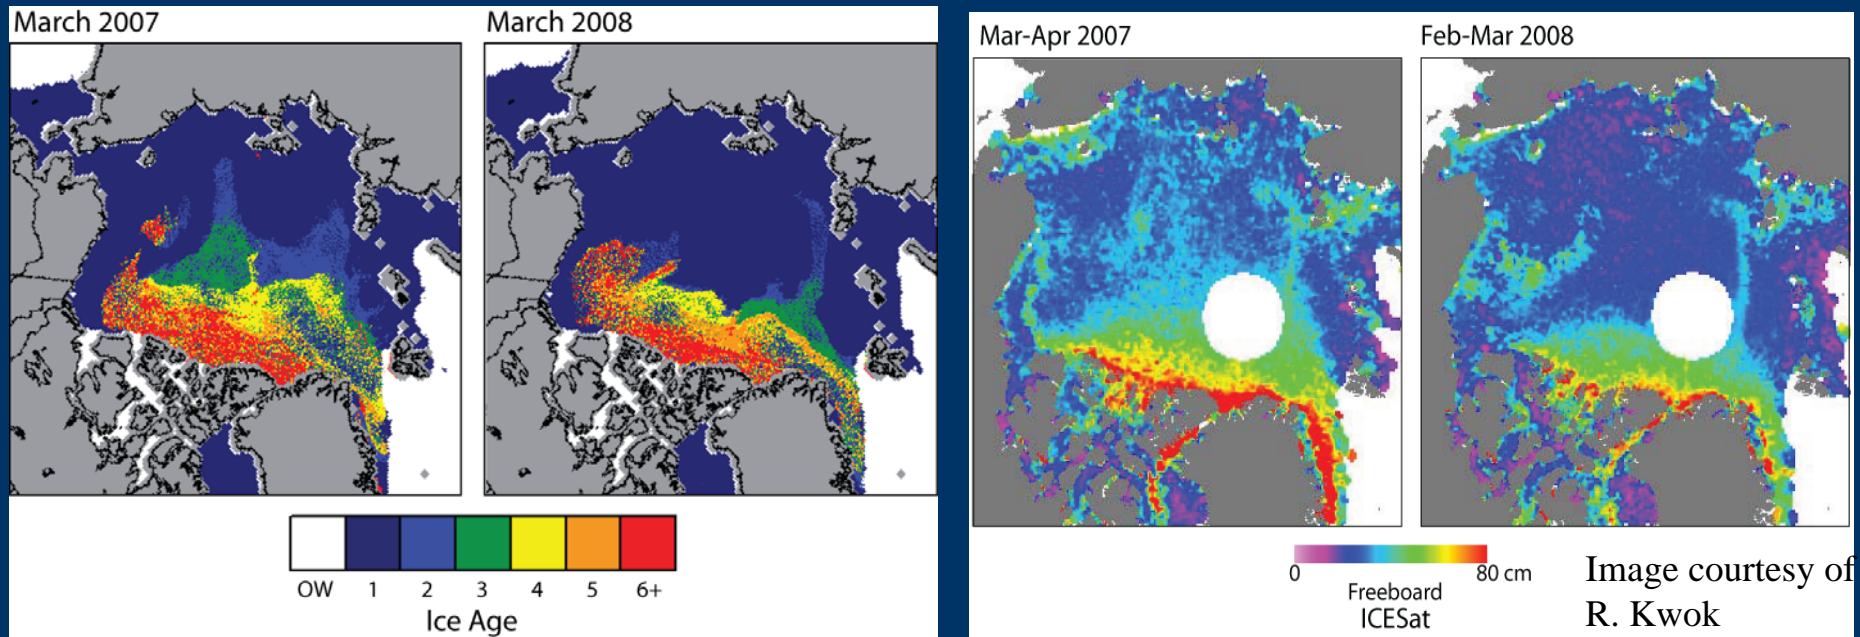 March 2007
March 2008
OW 1 2 3 4 5 6+
Ice Age
Mar-Apr 2007
Feb-Mar 2008
0 80 cm
Freeboard
ICESat
Image courtesy of
R. Kwok